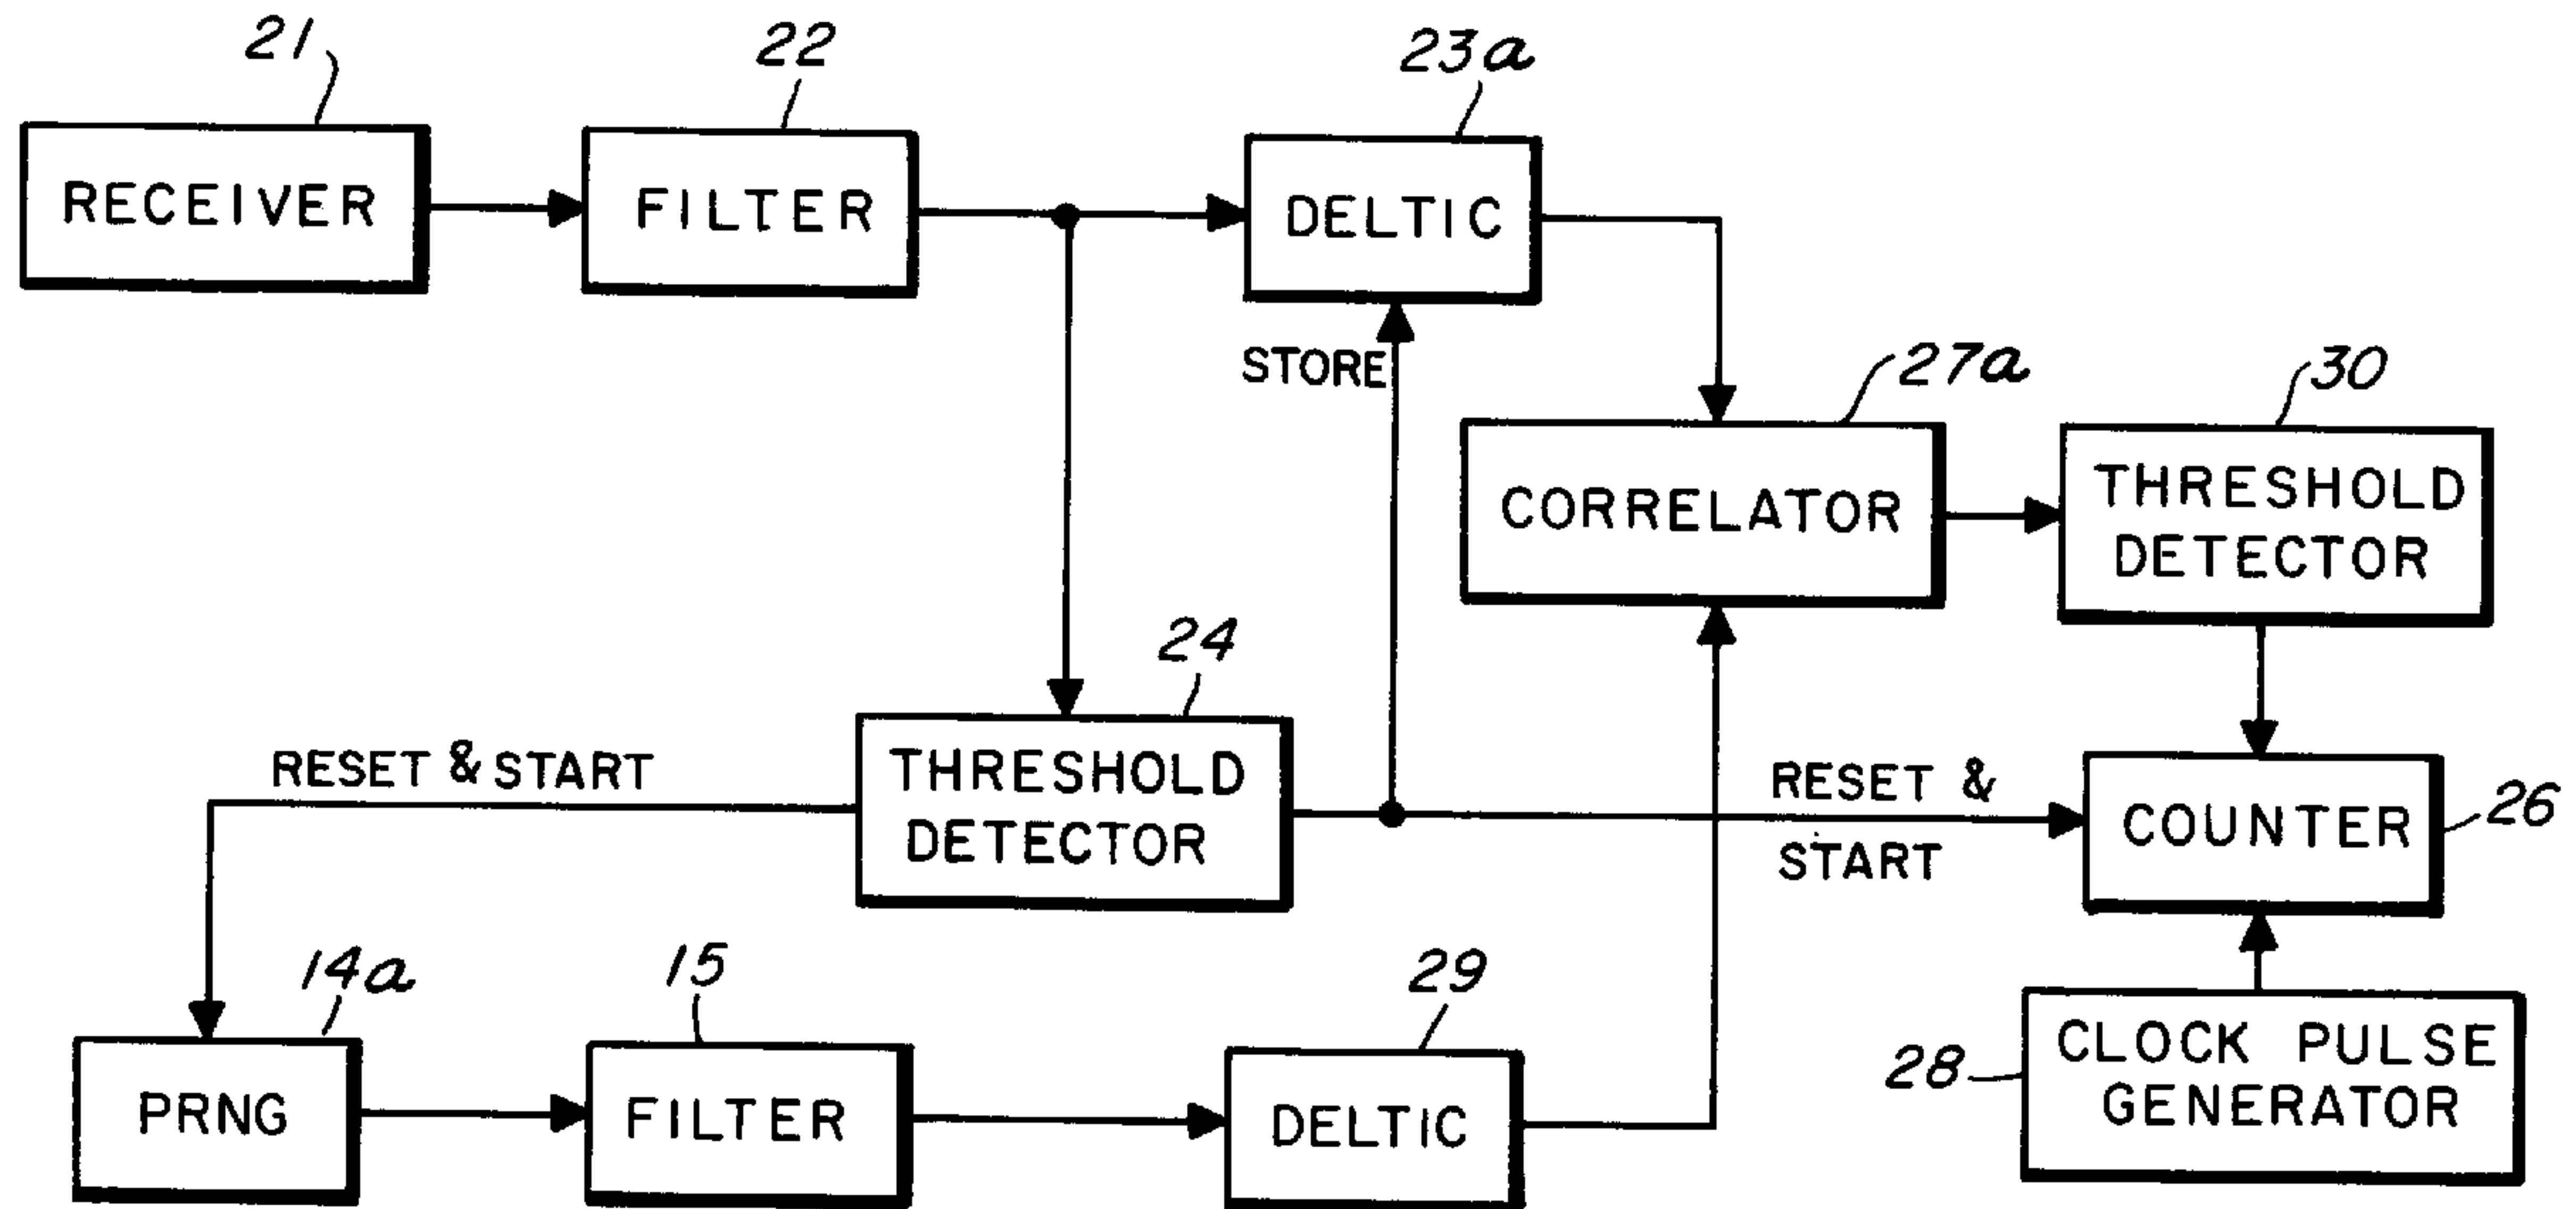 21
22
23a
RECEIVER
FILTER
DELTIC
STORE
27a
30
CORRELATOR
THRESHOLD
DETECTOR
24
RESET & START
THRESHOLD
DETECTOR
RESET &
START
COUNTER
26
14a
15
29
PRNG
FILTER
DELTIC
28
CLOCK PULSE
GENERATOR